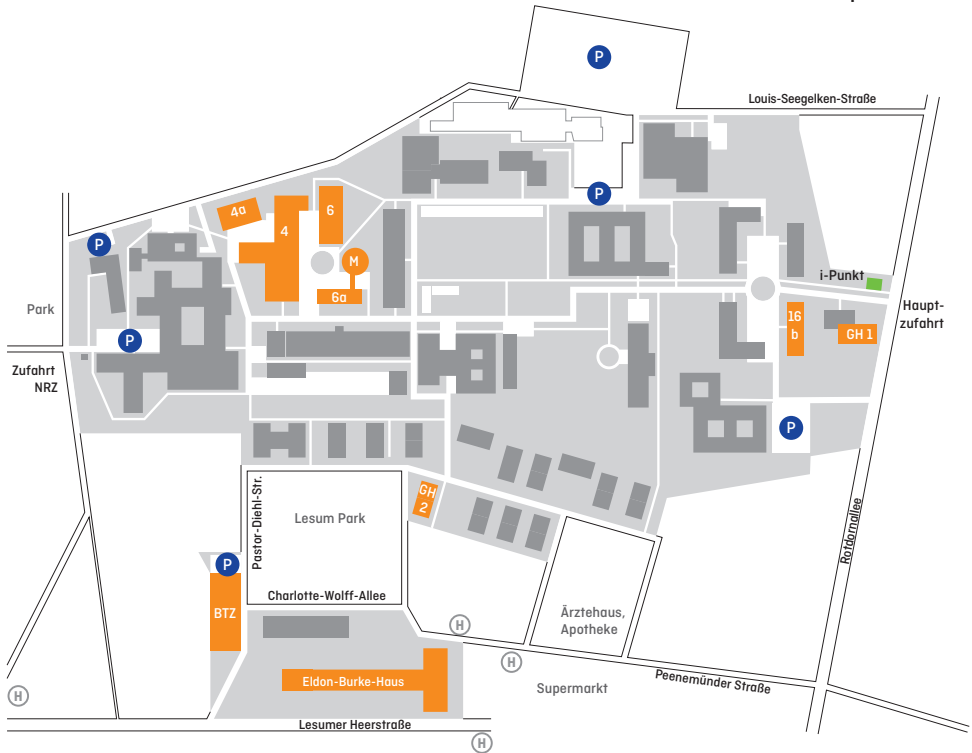 P
Louis-Seegelken-Straße
P
4a
6
4
P
M
i-Punkt
6a
Park
Haupt-
zufahrt
16
b
GH 1
P
Zufahrt
NRZ
P
GH
2
Pastor-Diehl-Str.
Lesum Park
Rotdornallee
P
Charlotte-Wolff-Allee
BTZ
Ärztehaus,
Apotheke
H
H
Eldon-Burke-Haus
Supermarkt
Peenemünder Straße
H
Lesumer Heerstraße
H